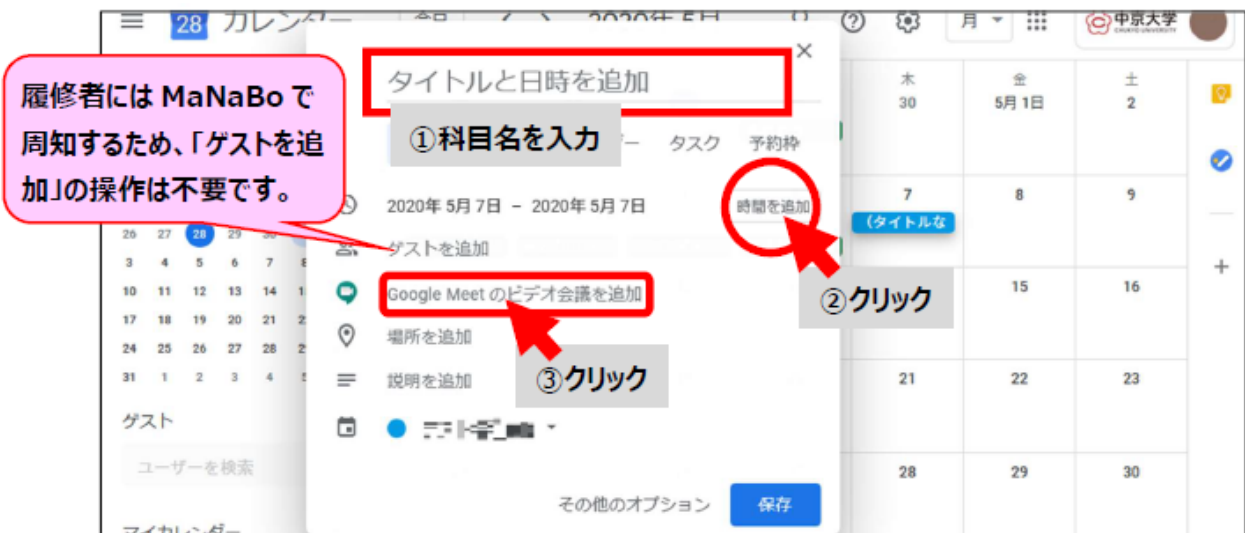 28 カレンダー 今日 2020年 5月 月 中京大学
CHUKYO UNIVERSITY
履修者には MaNaBo で
周知するため、「ゲストを追
加」の操作は不要です。
タイトルと日時を追加
①科目名を入力
タスク 予約枠
2020年 5月 7日 – 2020年 5月 7日 時間を追加
②クリック
ゲストを追加
Google Meet のビデオ会議を追加
場所を追加
③クリック
説明を追加
その他のオプション 保存
26 27 28 29 30
3 4 5 6 7
10 11 12 13 14
17 18 19 20 21
24 25 26 27 28
31 1 2 3 4
ゲスト
ユーザーを検索
マイカレンダー
木 金 土
30 5月 1日 2
7 8 9
(タイトルな
15 16
21 22 23
28 29 30